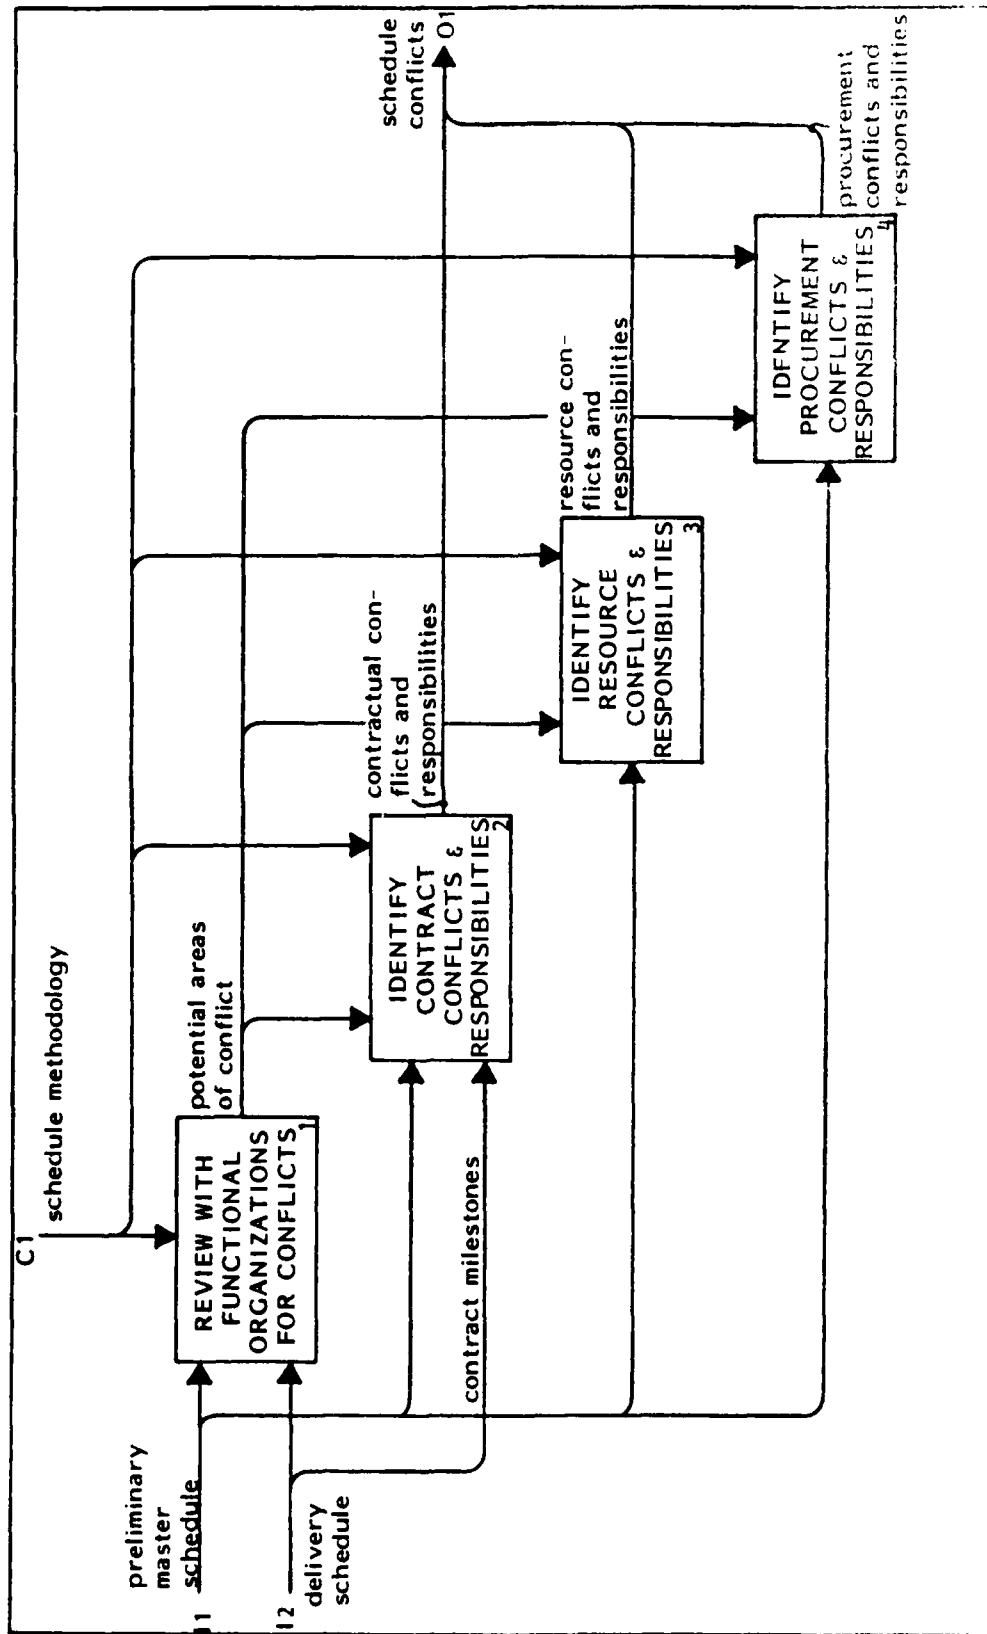 C1
schedule methodology
preliminary
master
schedule
I1
I2
delivery
schedule
REVIEW WITH
FUNCTIONAL
ORGANIZATIONS
FOR CONFLICTS
1
potential areas
of conflict
contract milestones
IDENTIFY
CONTRACT
CONFLICTS &
RESPONSIBILITIES
2
contractual con-
flicts and
responsibilities
IDENTIFY
RESOURCE
CONFLICTS &
RESPONSIBILITIES
3
resource con-
flicts and
responsibilities
IDENTIFY
PROCUREMENT
CONFLICTS &
RESPONSIBILITIES
4
procurement
conflicts and
responsibilities
schedule
conflicts
O1